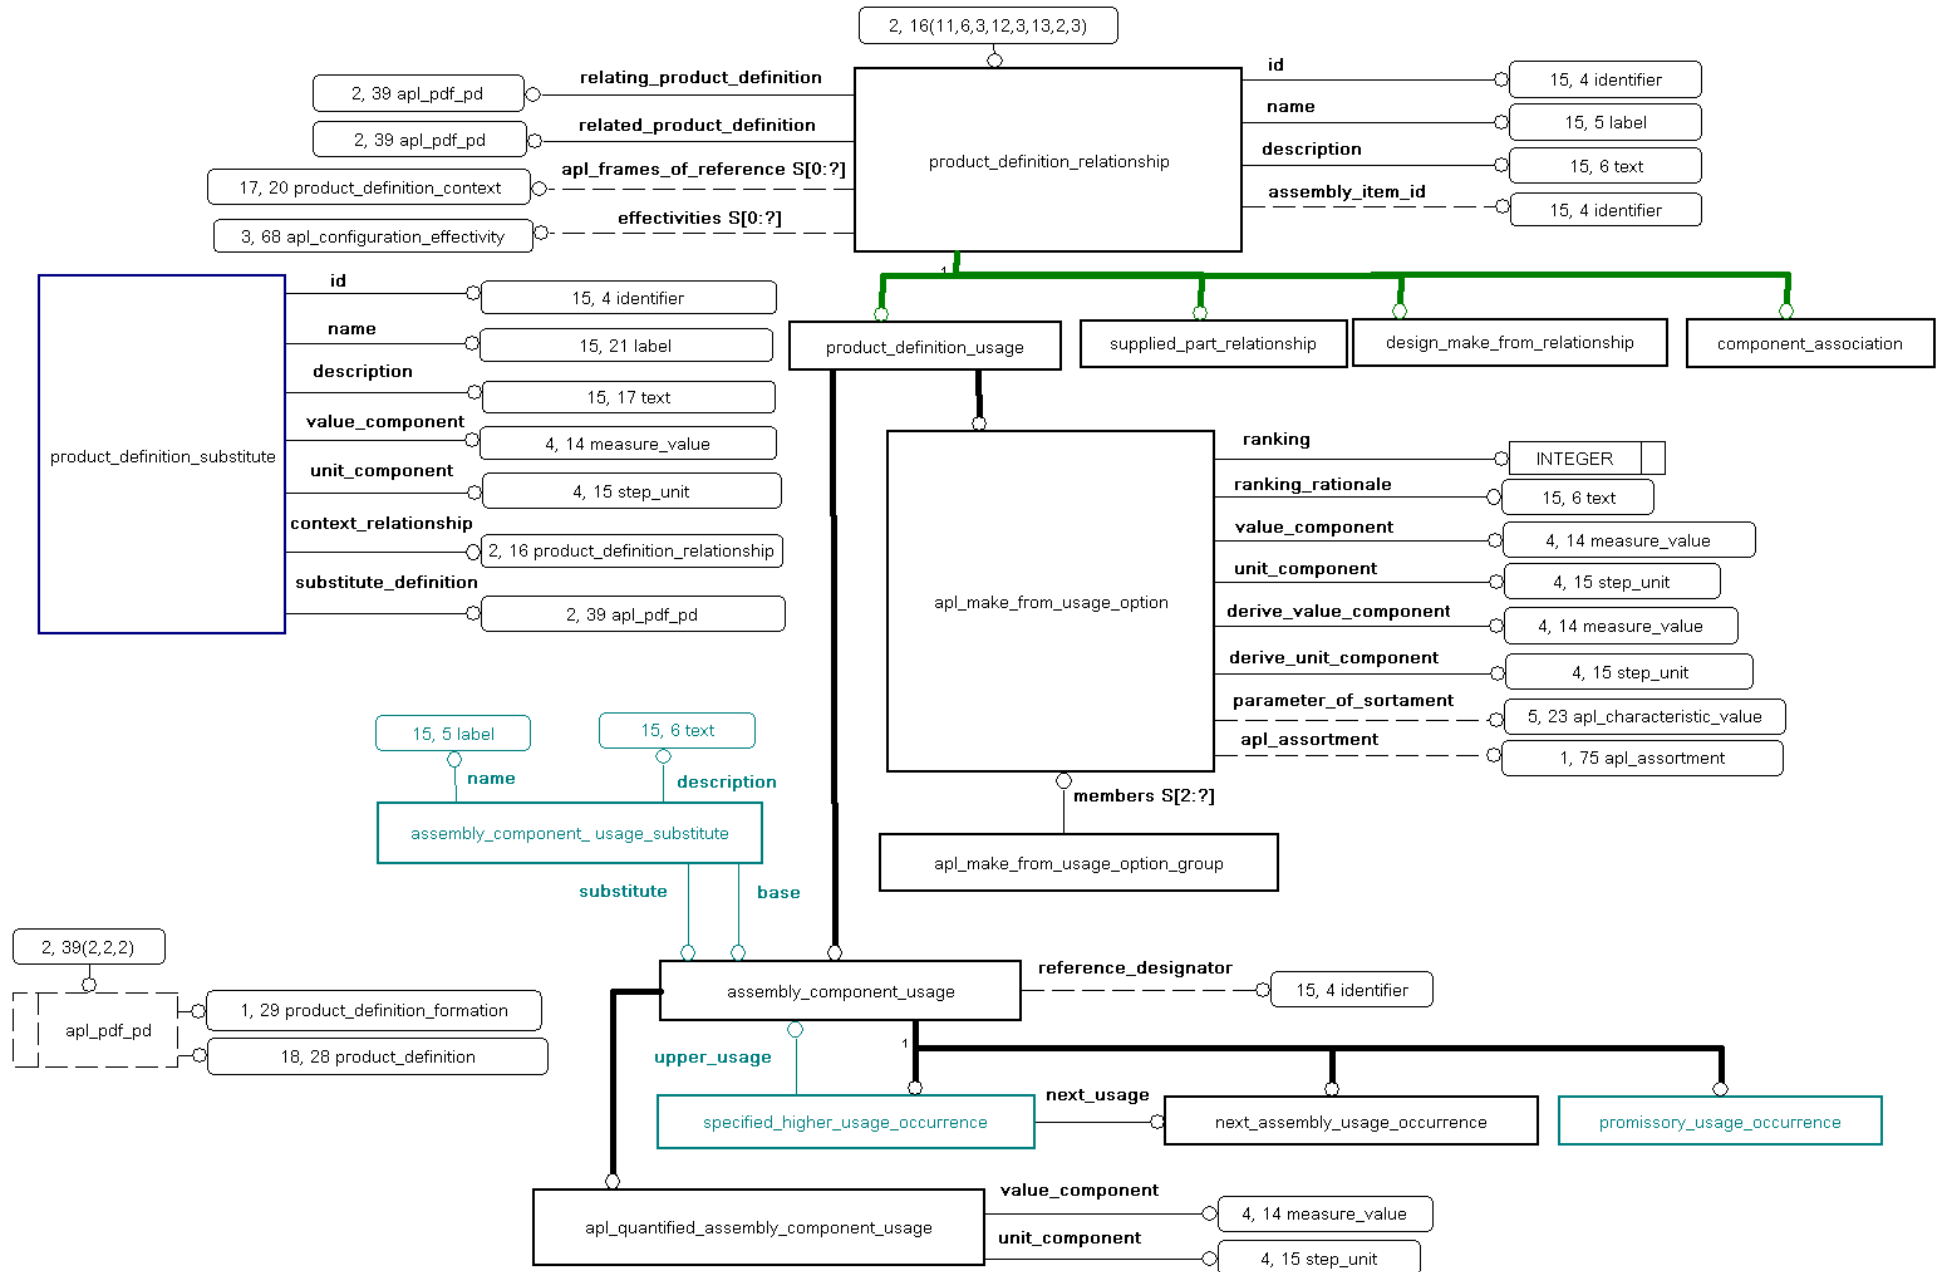 2, 16(11,6,3,12,3,13,2,3)
relating_product_definition
2, 39 apl_pdf_pd
related_product_definition
2, 39 apl_pdf_pd
apl_frames_of_reference S[0:?]
17, 20 product_definition_context
effectivities S[0:?]
3, 68 apl_configuration_effectivity
product_definition_relationship
id
15, 4 identifier
name
15, 5 label
description
15, 6 text
assembly_item_id
15, 4 identifier
1
product_definition_usage
supplied_part_relationship
design_make_from_relationship
component_association
product_definition_substitute
id
15, 4 identifier
name
15, 21 label
description
15, 17 text
value_component
4, 14 measure_value
unit_component
4, 15 step_unit
context_relationship
2, 16 product_definition_relationship
substitute_definition
2, 39 apl_pdf_pd
apl_make_from_usage_option
ranking
INTEGER
ranking_rationale
15, 6 text
value_component
4, 14 measure_value
unit_component
4, 15 step_unit
derive_value_component
4, 14 measure_value
derive_unit_component
4, 15 step_unit
parameter_of_sortament
5, 23 apl_characteristic_value
apl_assortment
1, 75 apl_assortment
members S[2:?]
apl_make_from_usage_option_group
15, 5 label
15, 6 text
name
description
assembly_component_ usage_substitute
substitute
base
2, 39(2,2,2)
apl_pdf_pd
1, 29 product_definition_formation
18, 28 product_definition
assembly_component_usage
reference_designator
15, 4 identifier
upper_usage
1
specified_higher_usage_occurrence
next_usage
next_assembly_usage_occurrence
promissory_usage_occurrence
apl_quantified_assembly_component_usage
value_component
4, 14 measure_value
unit_component
4, 15 step_unit